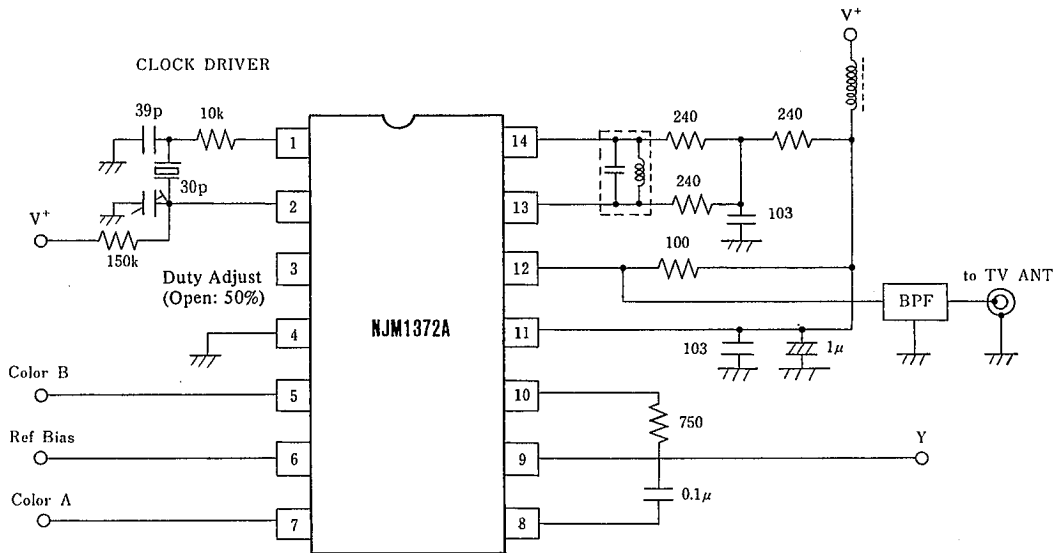 V+
CLOCK DRIVER
39p
10k
240
240
1
14
30p
240
V+
2
13
103
150k
100
3
12
Duty Adjust
(Open: 50%)
to TV ANT
BPF
NJM1372A
4
11
103
1μ
Color B
5
10
750
Ref Bias
Y
6
9
Color A
0.1μ
7
8